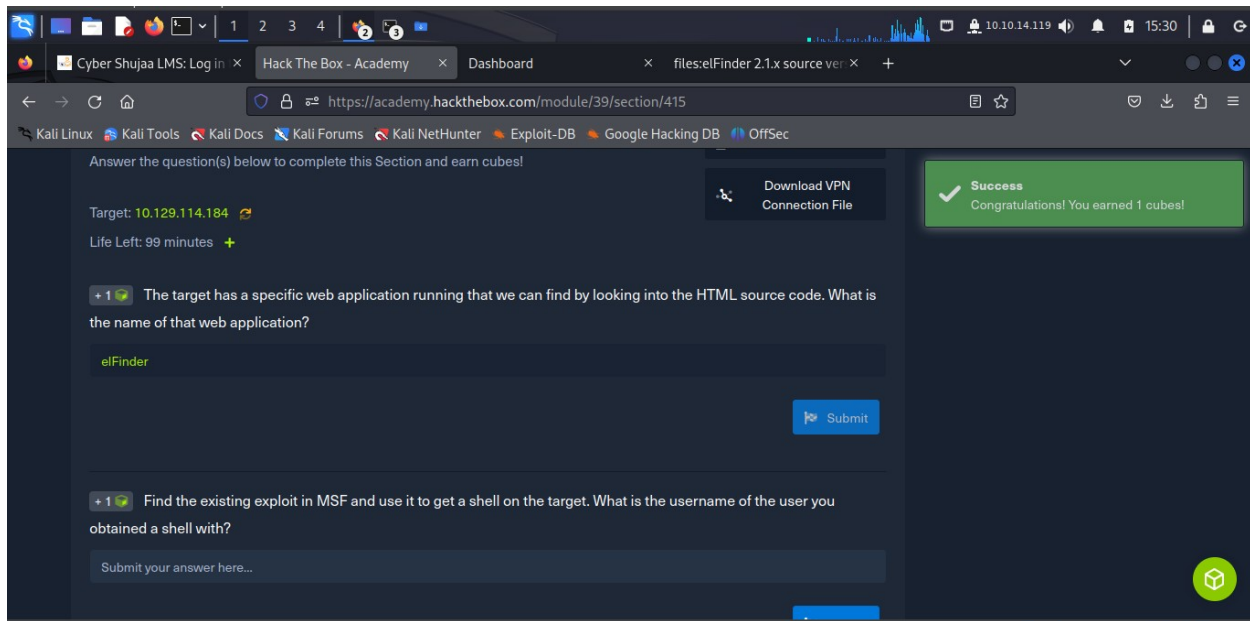 1 2 3 4 2 3 10.10.14.119 15:30
Cyber Shujaa LMS: Log in × Hack The Box - Academy × Dashboard × files:elFinder 2.1.x source ver × +
https://academy.hackthebox.com/module/39/section/415
Kali Linux Kali Tools Kali Docs Kali Forums Kali NetHunter Exploit-DB Google Hacking DB OffSec
Answer the question(s) below to complete this Section and earn cubes!
Download VPN
Connection File
Success
Congratulations! You earned 1 cubes!
Target: 10.129.114.184
Life Left: 99 minutes +
+ 1 The target has a specific web application running that we can find by looking into the HTML source code. What is
the name of that web application?
elFinder
Submit
+ 1 Find the existing exploit in MSF and use it to get a shell on the target. What is the username of the user you
obtained a shell with?
Submit your answer here...